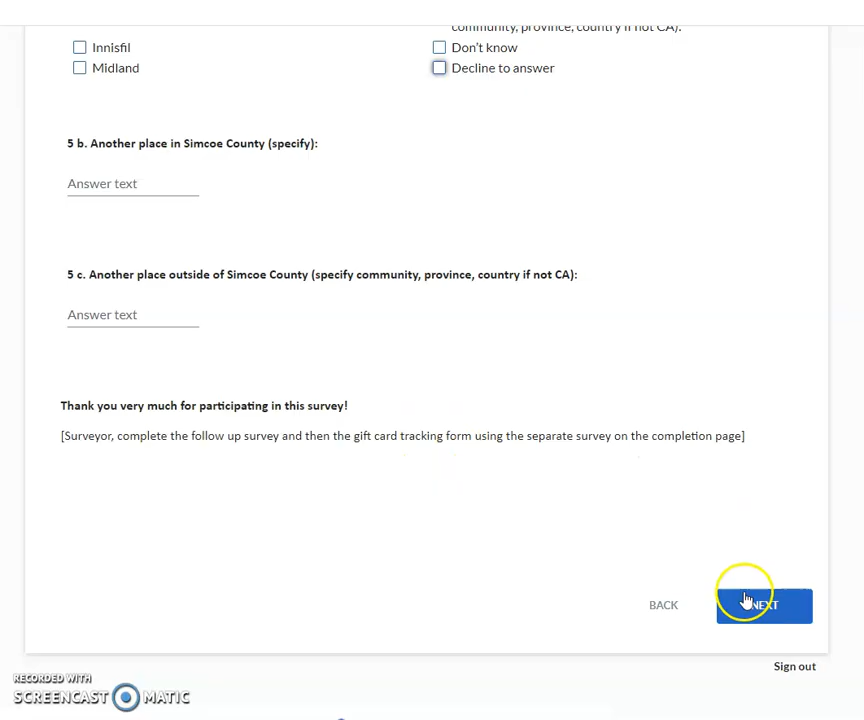 community, province, country if not CA).
Innisfil
Don't know
Midland
Decline to answer
5 b. Another place in Simcoe County (specify):
Answer text
5 c. Another place outside of Simcoe County (specify community, province, country if not CA):
Answer text
Thank you very much for participating in this survey!
[Surveyor, complete the follow up survey and then the gift card tracking form using the separate survey on the completion page]
BACK
NEXT
Sign out
RECORDED WITH
SCREENCAST MATIC